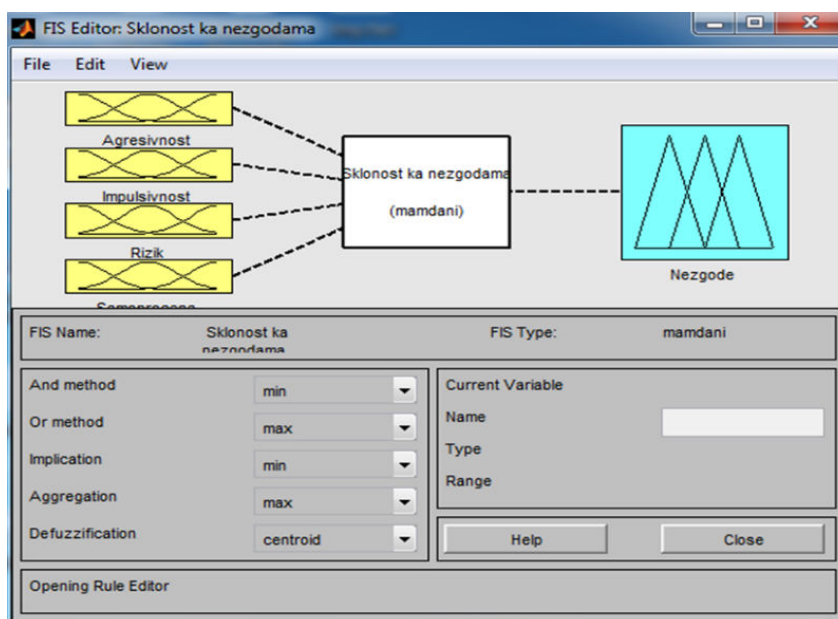 FIS Editor: Sklonost ka nezgodama
File Edit View
Agresivnost
Impulsivnost
Rizik
Samoprocena
Sklonost ka nezgodama
(mamdani)
Nezgode
FIS Name: Sklonost ka nezgodama FIS Type: mamdani
And method min
Or method max
Implication min
Aggregation max
Defuzzification centroid
Current Variable
Name
Type
Range
Help Close
Opening Rule Editor